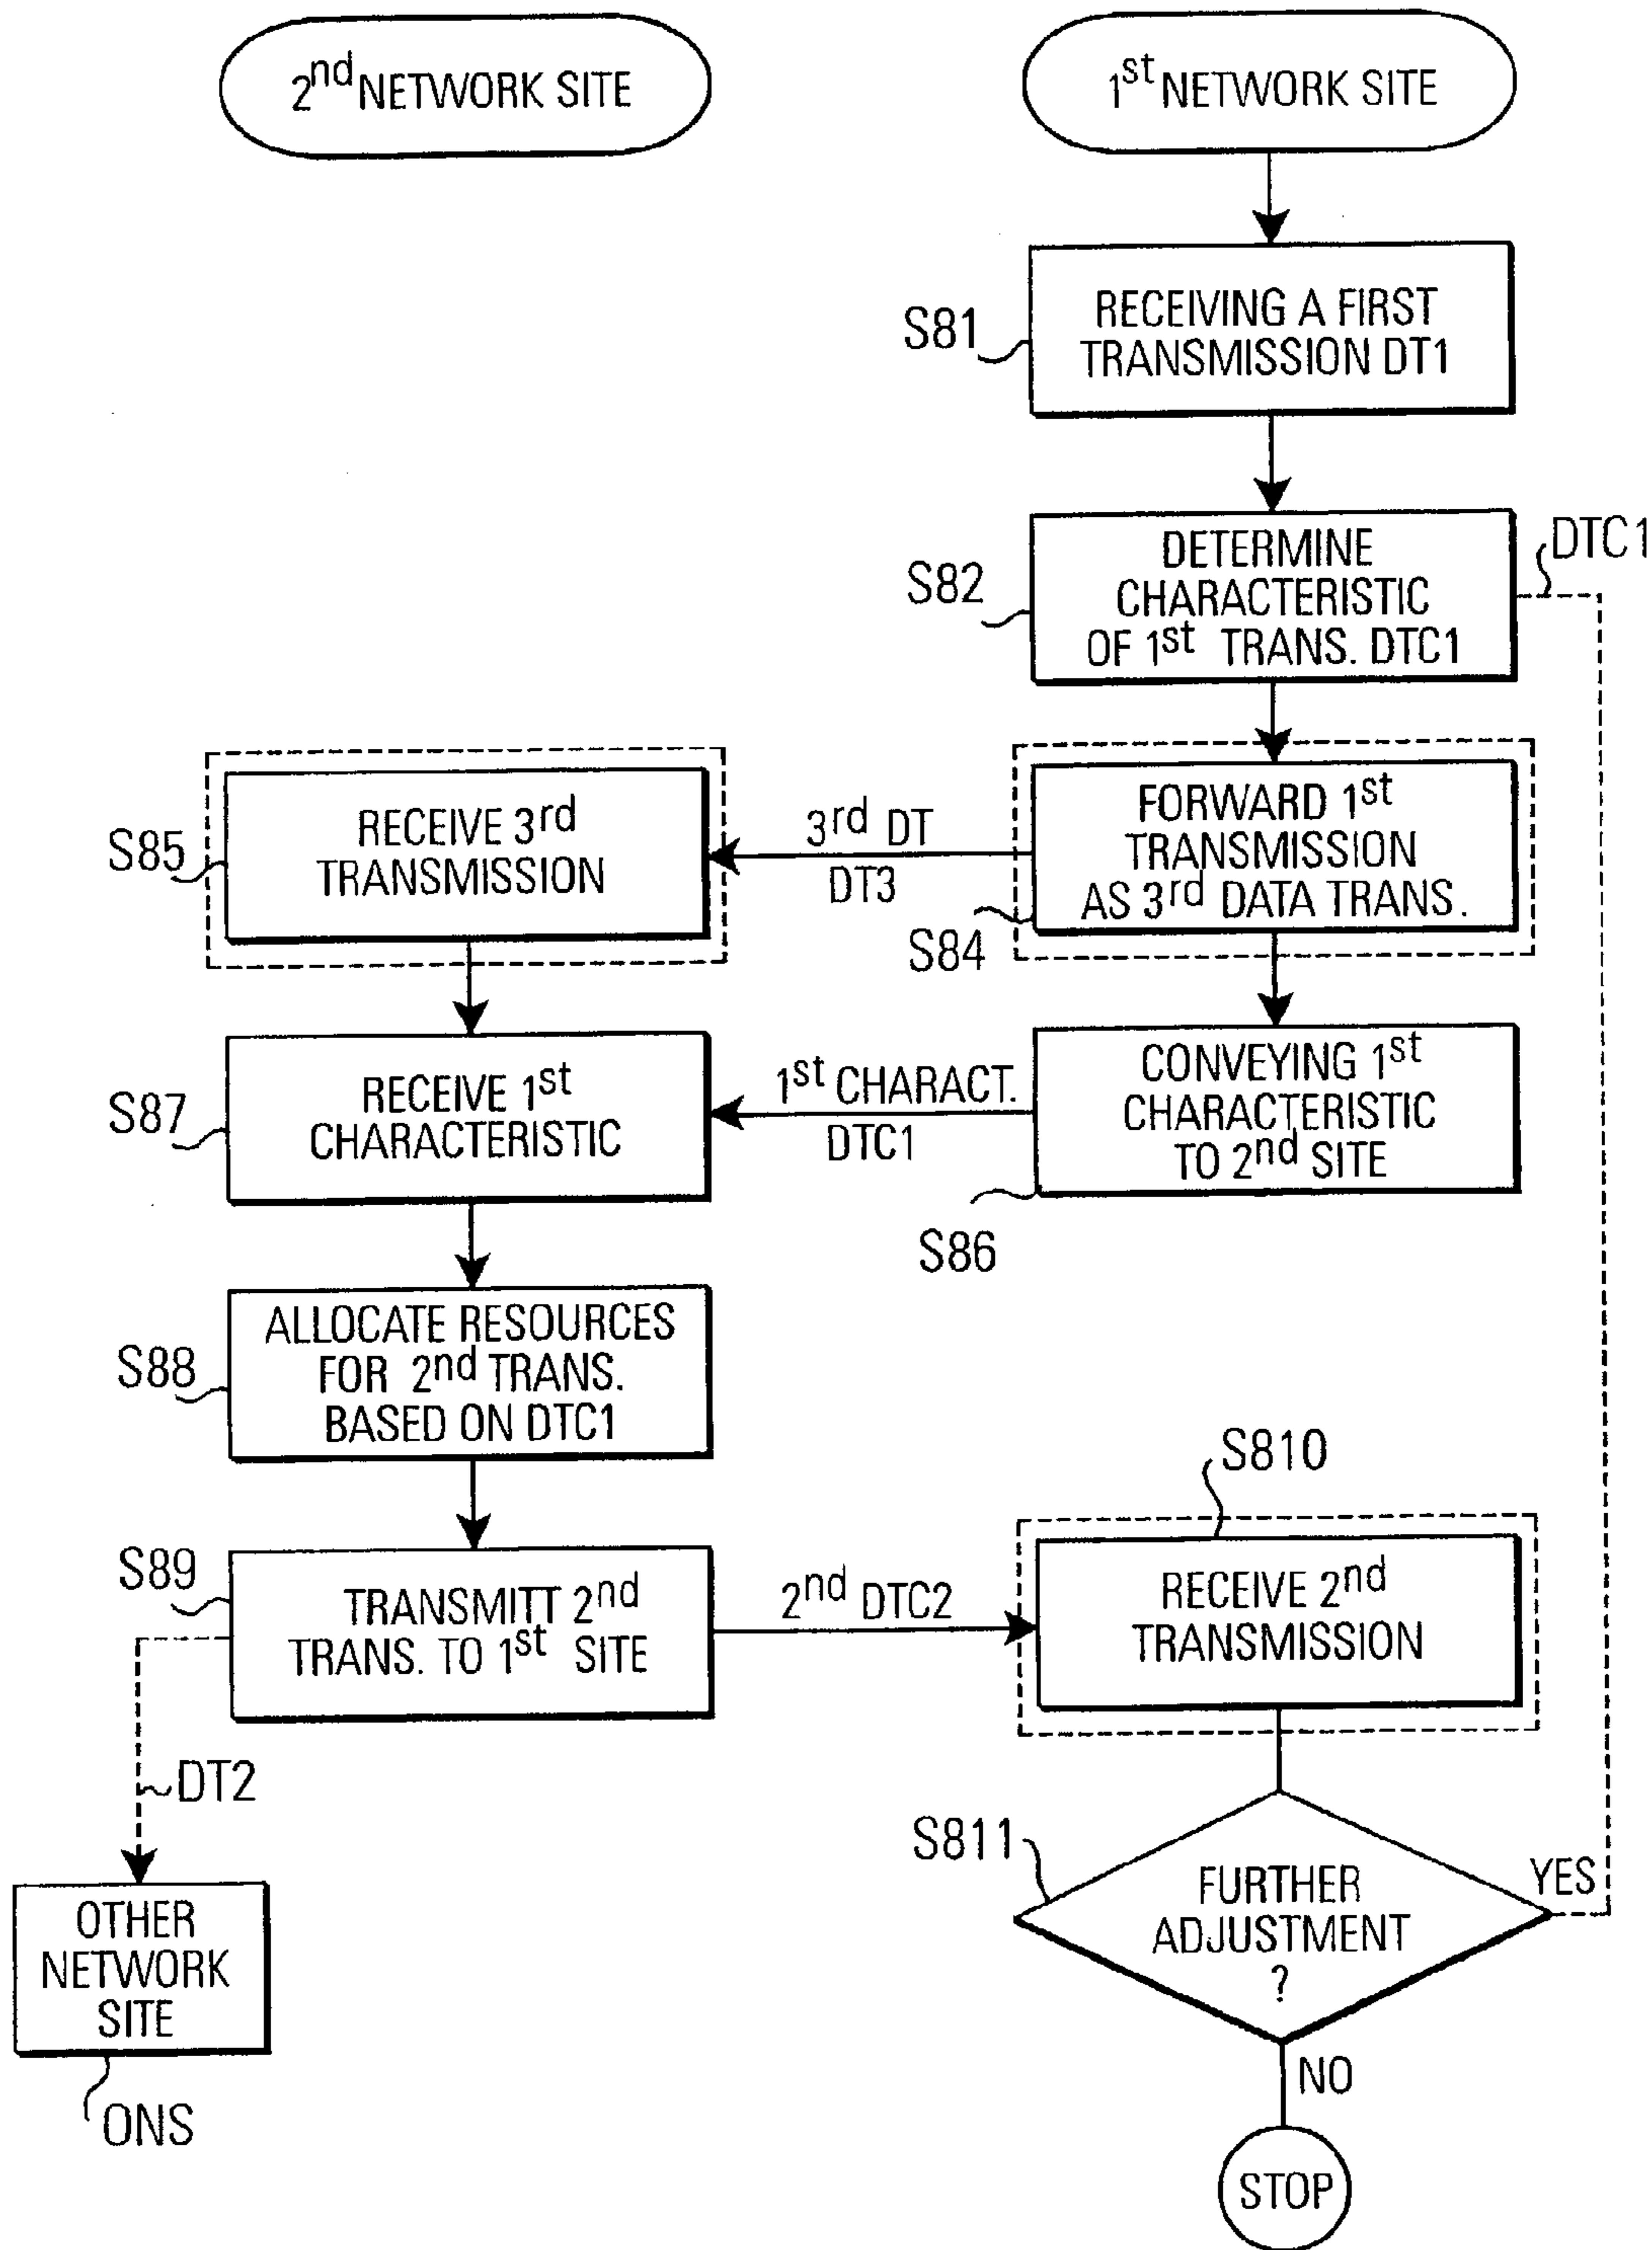 2nd NETWORK SITE
1st NETWORK SITE
S81
RECEIVING A FIRST
TRANSMISSION DT1
S82
DETERMINE
CHARACTERISTIC
OF 1st TRANS. DTC1
DTC1
S85
RECEIVE 3rd
TRANSMISSION
3rd DT
DT3
FORWARD 1st
TRANSMISSION
AS 3rd DATA TRANS.
S84
S87
RECEIVE 1st
CHARACTERISTIC
1st CHARACT.
DTC1
CONVEYING 1st
CHARACTERISTIC
TO 2nd SITE
S86
S88
ALLOCATE RESOURCES
FOR 2nd TRANS.
BASED ON DTC1
S810
S89
TRANSMITT 2nd
TRANS. TO 1st SITE
2nd DTC2
RECEIVE 2nd
TRANSMISSION
DT2
S811
FURTHER
ADJUSTMENT
?
YES
OTHER
NETWORK
SITE
ONS
NO
STOP